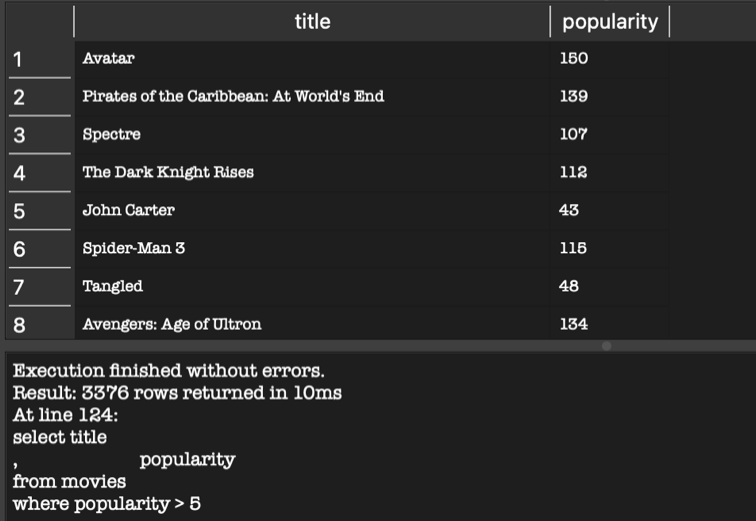 title popularity
1 Avatar 150
2 Pirates of the Caribbean: At World's End 139
3 Spectre 107
4 The Dark Knight Rises 112
5 John Carter 43
6 Spider-Man 3 115
7 Tangled 48
8 Avengers: Age of Ultron 134
Execution finished without errors.
Result: 3376 rows returned in 10ms
At line 124:
select title
, popularity
from movies
where popularity > 5